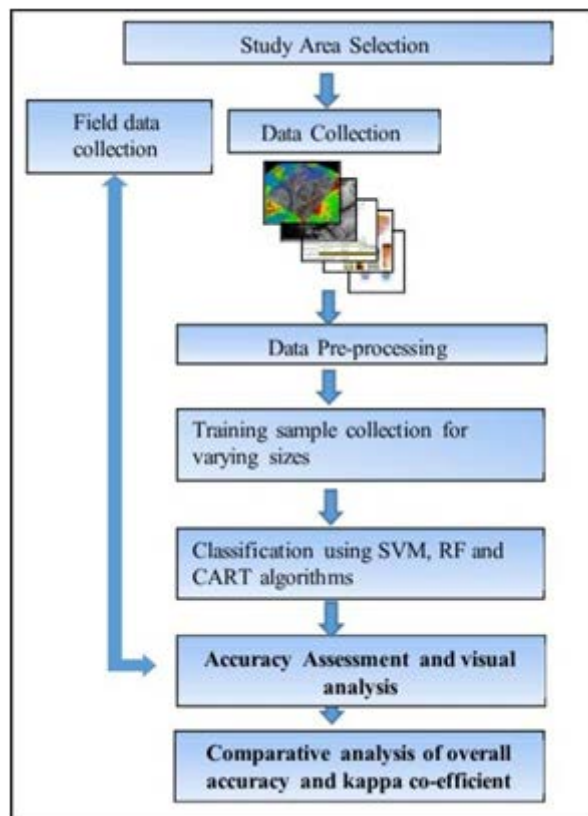 Study Area Selection
Field data
collection
Data Collection
Data Pre-processing
Training sample collection for
varying sizes
Classification using SVM, RF and
CART algorithms
Accuracy Assessment and visual
analysis
Comparative analysis of overall
accuracy and kappa co-efficient